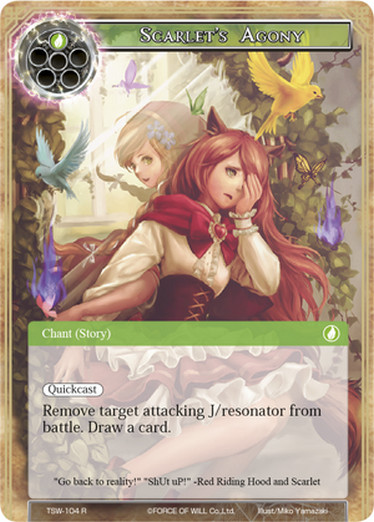 Scarlet's Agony
Chant (Story)
Quickcast
Remove target attacking J/resonator from
battle. Draw a card.
"Go back to reality!" "ShUt uP!" -Red Riding Hood and Scarlet
TSW-104 R ©FORCE OF WILL Co.,Ltd. Illust/Miko Yamazaki